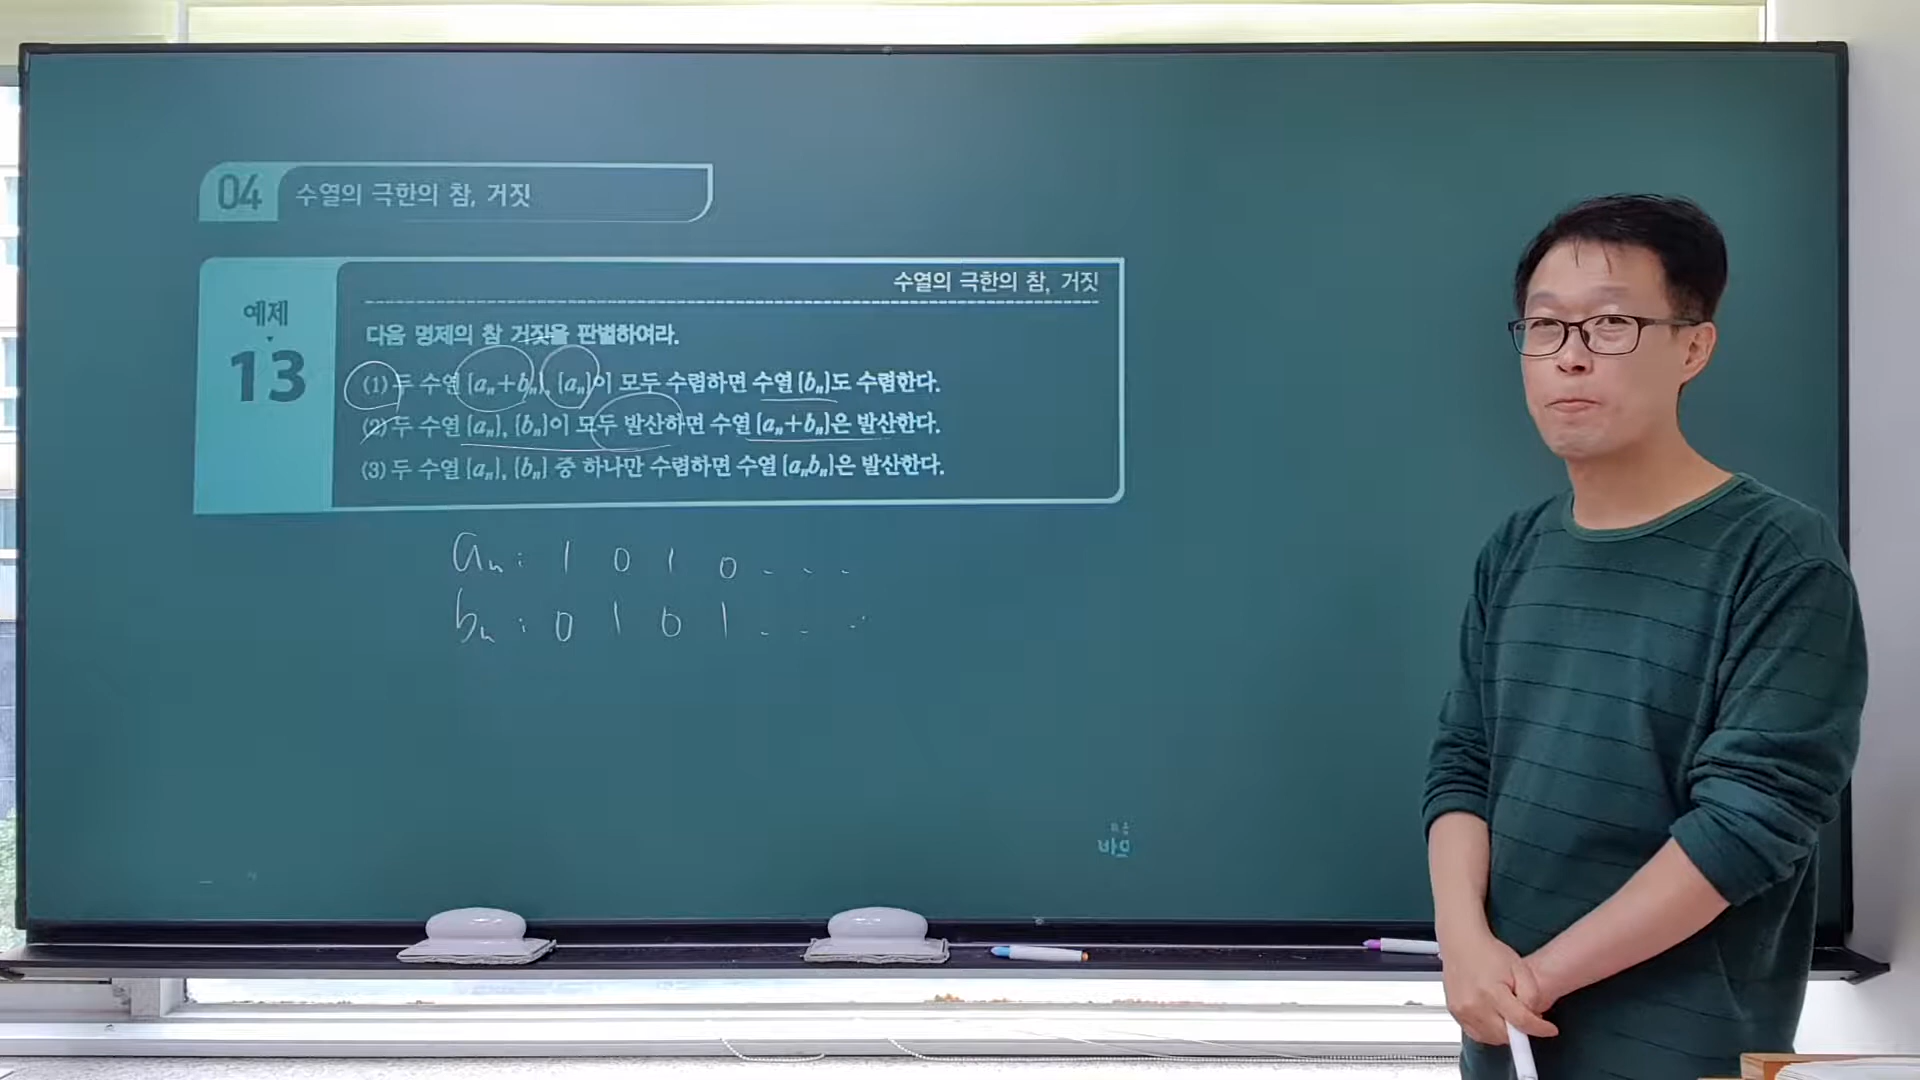 04 수열의 극한의 참, 거짓
수열의 극한의 참, 거짓
예제
13
다음 명제의 참 거짓을 판별하여라.
(1) 두 수열 {aₙ+bₙ}, {aₙ}이 모두 수렴하면 수열 {bₙ}도 수렴한다.
(2) 두 수열 {aₙ}, {bₙ}이 모두 발산하면 수열 {aₙ+bₙ}은 발산한다.
(3) 두 수열 {aₙ}, {bₙ} 중 하나만 수렴하면 수열 {aₙbₙ}은 발산한다.
aₙ : 1 0 1 0 . . .
bₙ : 0 1 0 1 . . .